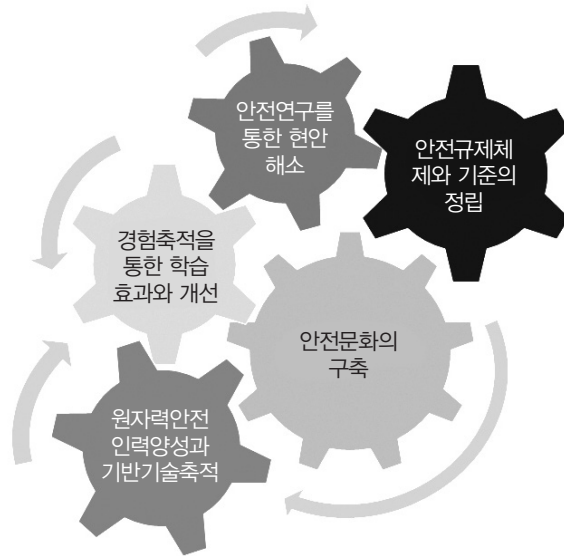 안전연구를
통한 현안
해소
안전규제체
제와 기준의
정립
경험축적을
통한 학습
효과와 개선
안전문화의
구축
원자력안전
인력양성과
기반기술축적